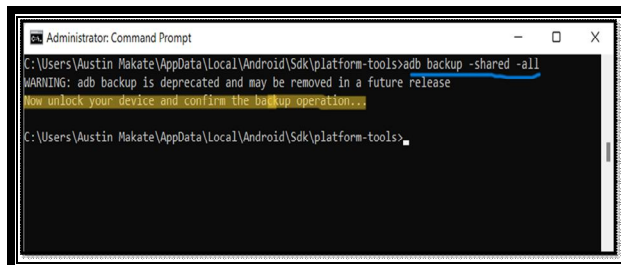 Administrator: Command Prompt
C:\Users\Austin Makate\AppData\Local\Android\Sdk\platform-tools>adb backup -shared -all
WARNING: adb backup is deprecated and may be removed in a future release
Now unlock your device and confirm the backup operation...
C:\Users\Austin Makate\AppData\Local\Android\Sdk\platform-tools>